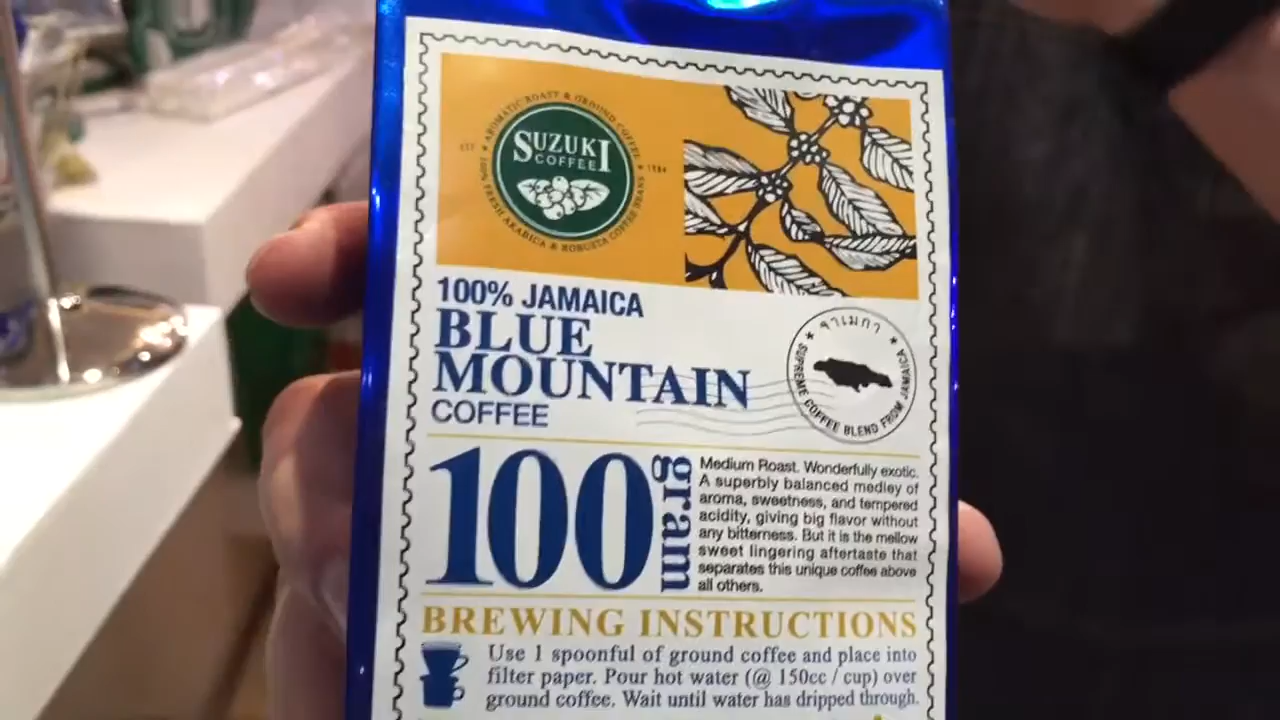 AROMATIC ROAST & GROUND COFFEE
EST
SUZUKI
COFFEE
1984
100% FRESH ARABICA & ROBUSTA COFFEE BEANS
100% JAMAICA
BLUE
MOUNTAIN
COFFEE
จาเมกา
SUPREME COFFEE BLEND FROM JAMAICA
100 gram
Medium Roast. Wonderfully exotic.
A superbly balanced medley of
aroma, sweetness, and tempered
acidity, giving big flavor without
any bitterness. But it is the mellow
sweet lingering aftertaste that
separates this unique coffee above
all others.
BREWING INSTRUCTIONS
Use 1 spoonful of ground coffee and place into
filter paper. Pour hot water (@ 150cc / cup) over
ground coffee. Wait until water has dripped through.